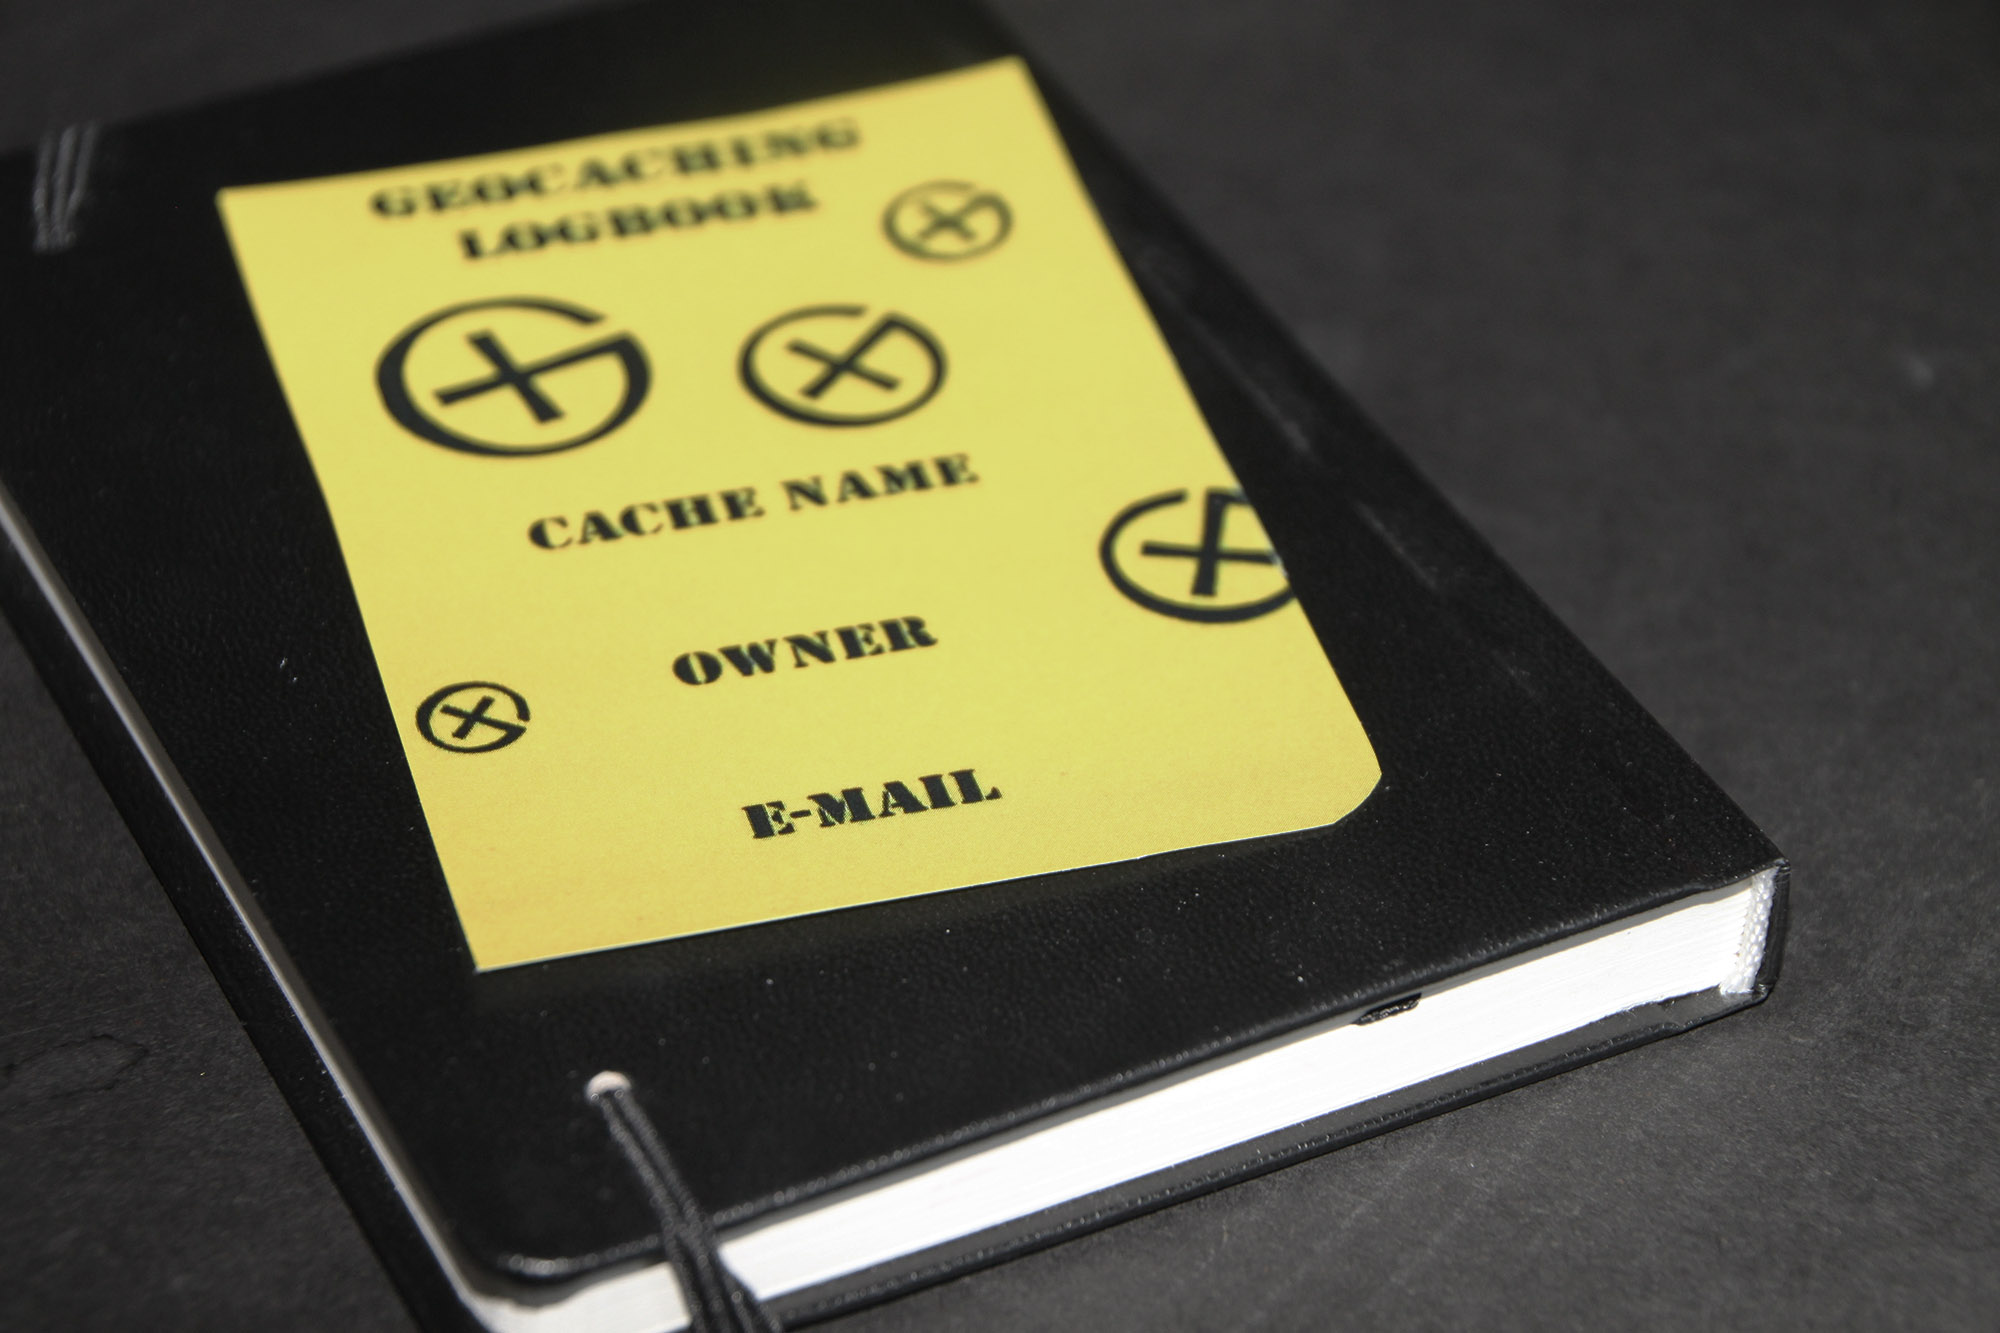 GEOCACHING
LOGBOOK
CACHE NAME
OWNER
E-MAIL